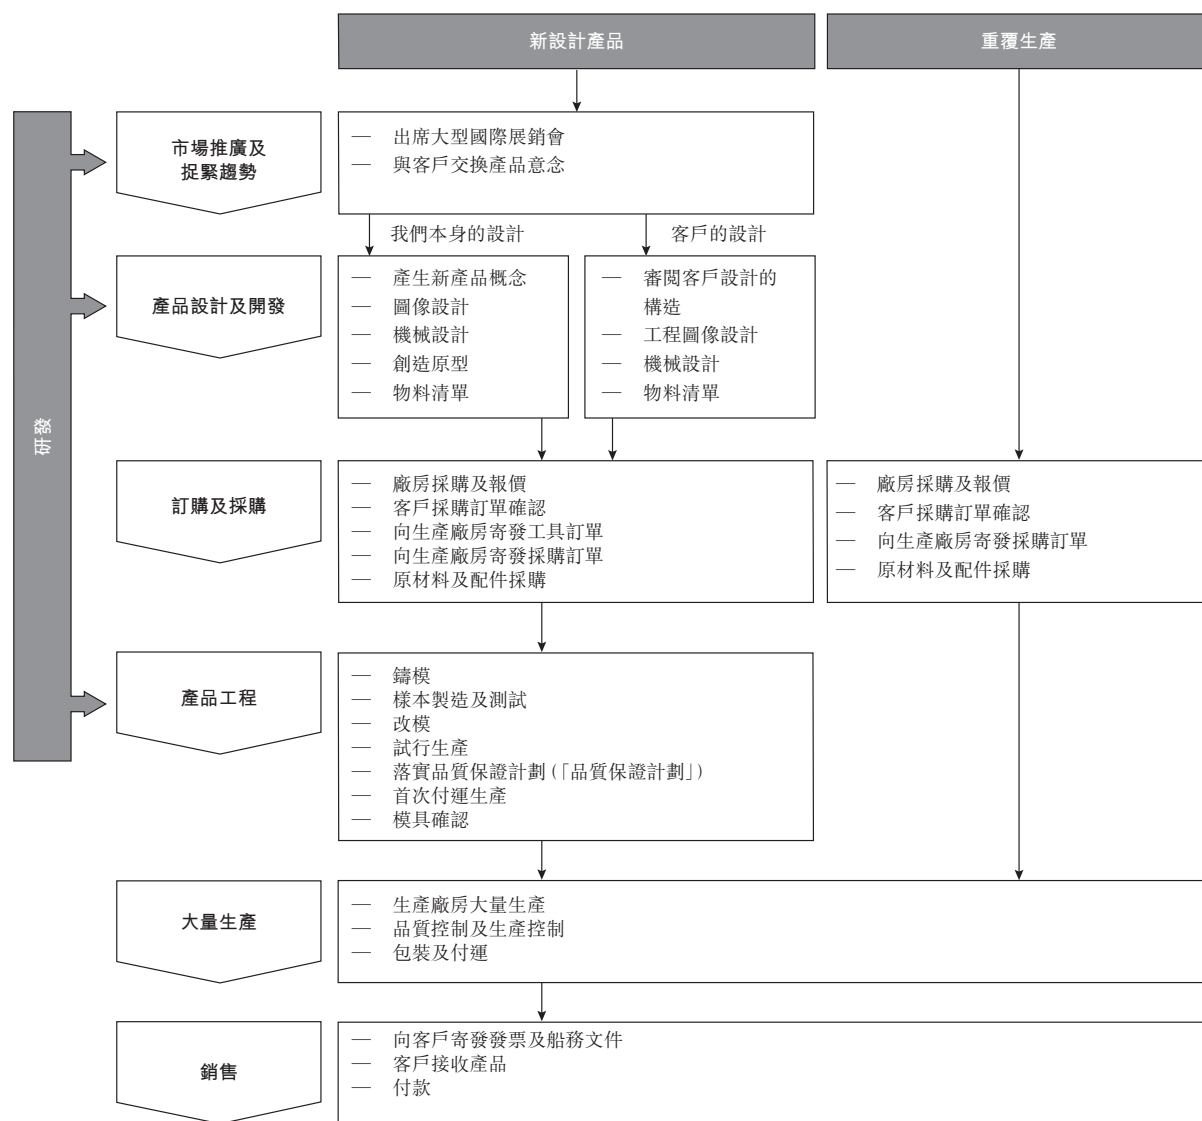 新設計產品
重覆生產
研發
市場推廣及
捉緊趨勢
— 出席大型國際展銷會
— 與客戶交換產品意念
我們本身的設計
客戶的設計
產品設計及開發
— 產生新產品概念
— 圖像設計
— 機械設計
— 創造原型
— 物料清單
— 審閱客戶設計的
構造
— 工程圖像設計
— 機械設計
— 物料清單
訂購及採購
— 廠房採購及報價
— 客戶採購訂單確認
— 向生產廠房寄發工具訂單
— 向生產廠房寄發採購訂單
— 原材料及配件採購
— 廠房採購及報價
— 客戶採購訂單確認
— 向生產廠房寄發採購訂單
— 原材料及配件採購
產品工程
— 鑄模
— 樣本製造及測試
— 改模
— 試行生產
— 落實品質保證計劃(「品質保證計劃」)
— 首次付運生產
— 模具確認
大量生產
— 生產廠房大量生產
— 品質控制及生產控制
— 包裝及付運
銷售
— 向客戶寄發發票及船務文件
— 客戶接收產品
— 付款